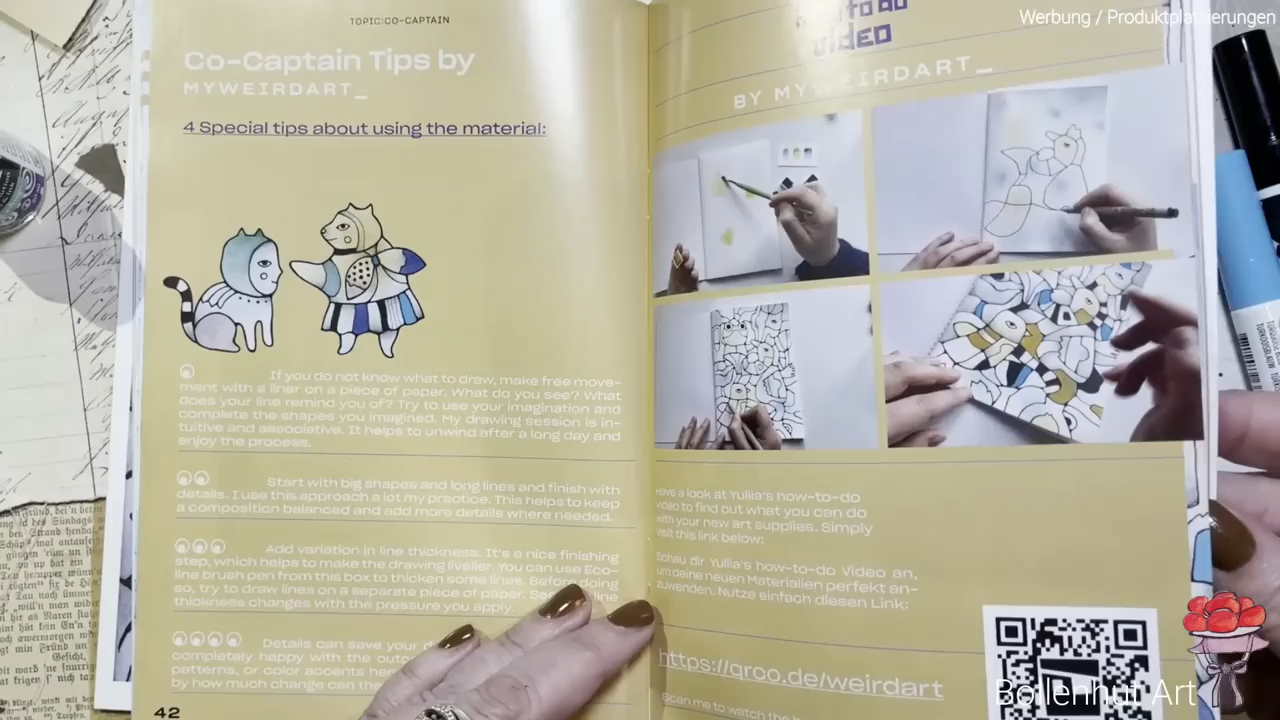 Werbung / Produktplatzierungen
TOPIC:CO-CAPTAIN
Co-Captain Tips by
MYWEIRDART_
4 Special tips about using the material:
If you do not know what to draw, make free move-
ment with a liner on a piece of paper. What do you see? What
does your line remind you of? Try to use your imagination and
complete the shapes you imagined. My drawing session is in-
tuitive and associative. It helps to unwind after a long day and
enjoy the process.
Start with big shapes and long lines and finish with
details. I use this approach a lot my practice. This helps to keep
a composition balanced and add more details where needed.
Add variation in line thickness. It's a nice finishing
step, which helps to make the drawing livelier. You can use Eco-
line brush pen from this box to thicken some lines. Before doing
so, try to draw lines on a separate piece of paper. line
thickness changes with the pressure you apply.
Details can save your
completely happy with the
patterns, or color accents
by how much change can
42
VIDEO
BY MYWEIRDART_
Have a look at Yuliia's how-to-do
video to find out what you can do
with your new art supplies. Simply
visit this link below:
Schau dir Yuliia's how-to-do Video an,
um deine neuen Materialien perfekt an-
zuwenden. Nutze einfach diesen Link:
https://qrco.de/weirdart
Scan me to watch the
Bollenhut Art